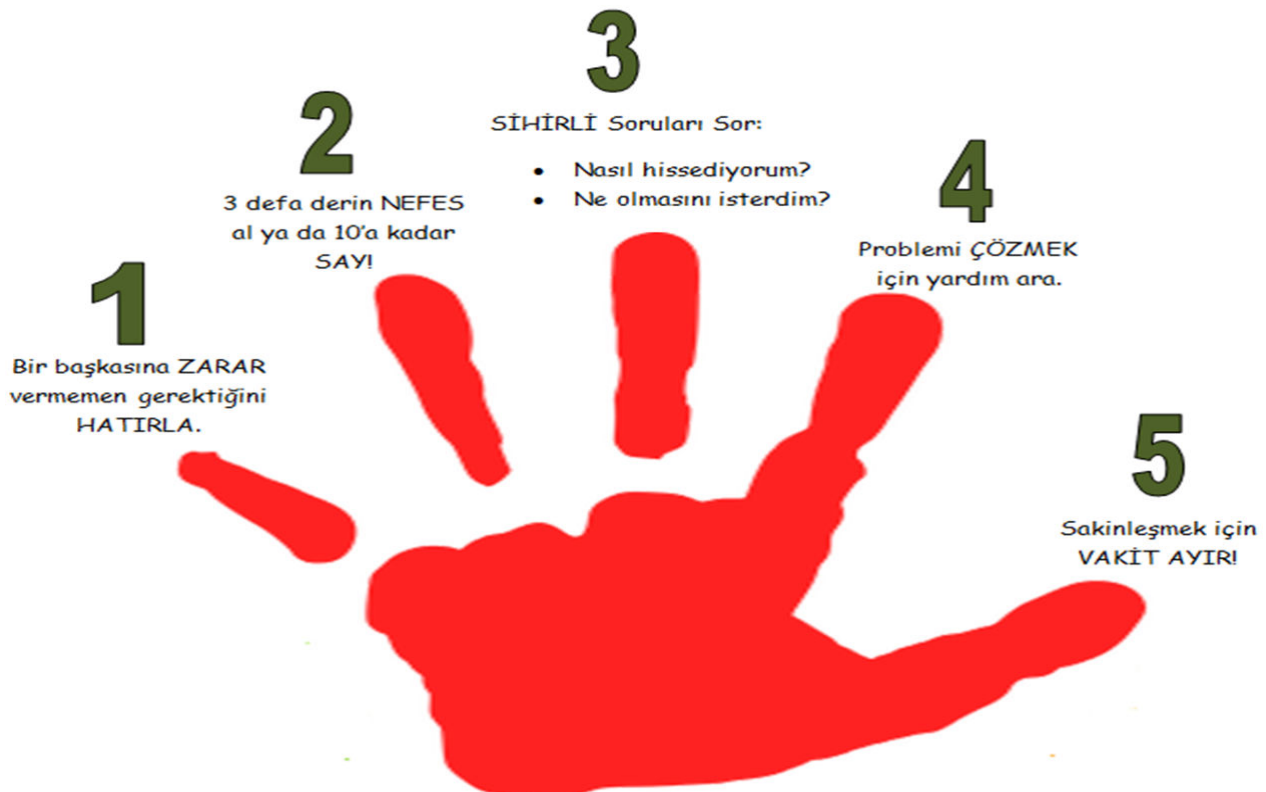 1
Bir başkasına ZARAR
vermemen gerektiğini
HATIRLA.
2
3 defa derin NEFES
al ya da 10'a kadar
SAY!
3
SİHİRLİ Soruları Sor:
• Nasıl hissediyorum?
• Ne olmasını isterdim?
4
Problemi ÇÖZMEK
için yardım ara.
5
Sakinleşmek için
VAKİT AYIR!